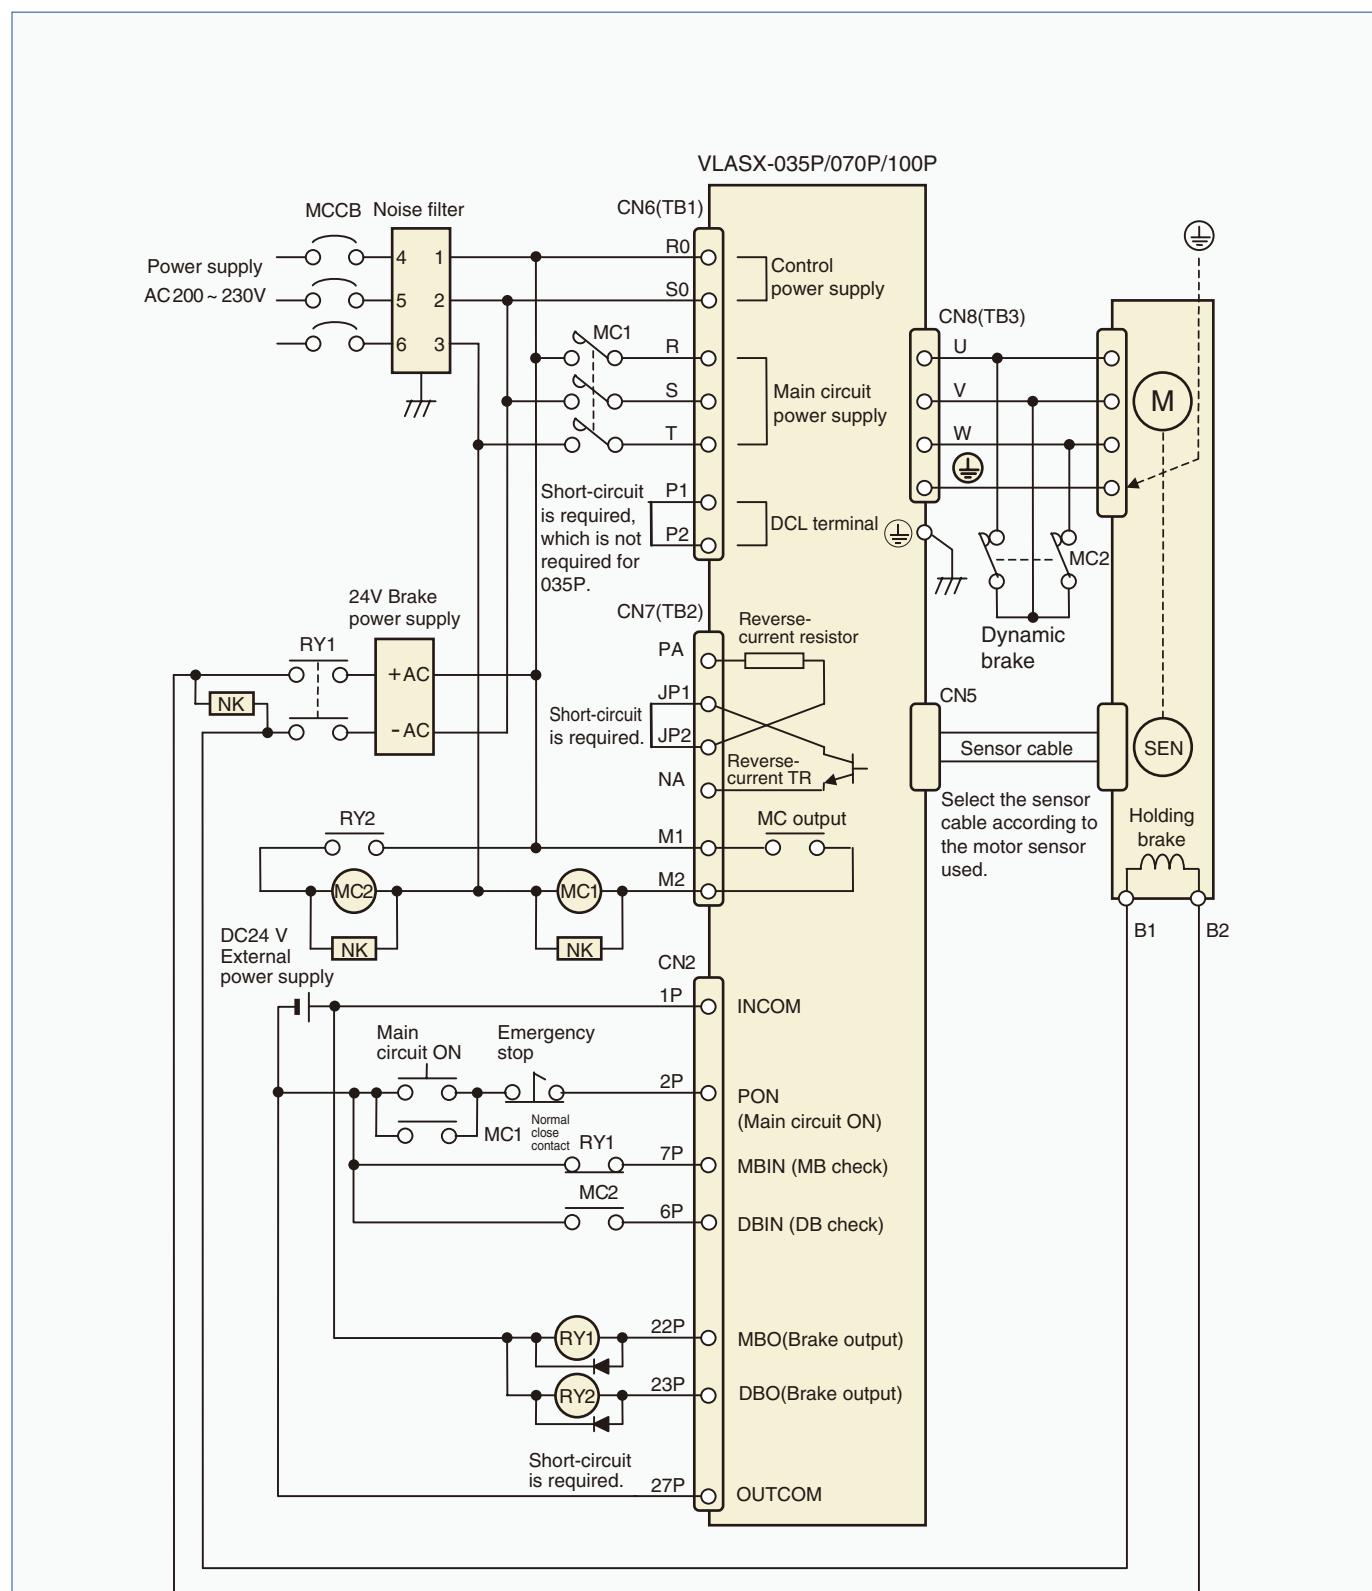 VLASX-035P/070P/100P
MCCB
Noise filter
CN6(TB1)
Power supply
AC200 ~ 230V
4
1
5
2
6
3
R0
S0
Control
power supply
MC1
R
S
T
Main circuit
power supply
CN8(TB3)
U
V
W
M
Short-circuit
is required,
which is not
required for
035P.
P1
P2
DCL terminal
MC2
Dynamic
brake
24V Brake
power supply
RY1
+AC
-AC
NK
CN7(TB2)
PA
Reverse-
current resistor
JP1
JP2
Short-circuit
is required.
NA
Reverse-
current TR
CN5
Sensor cable
SEN
Select the sensor
cable according to
the motor sensor
used.
Holding
brake
B1
B2
RY2
M1
MC output
M2
MC2
NK
MC1
NK
DC24 V
External
power supply
CN2
1P
INCOM
Main
circuit ON
Emergency
stop
2P
PON
(Main circuit ON)
MC1
Normal
close
contact
RY1
7P
MBIN (MB check)
MC2
6P
DBIN (DB check)
RY1
22P
MBO(Brake output)
RY2
23P
DBO(Brake output)
Short-circuit
is required.
27P
OUTCOM